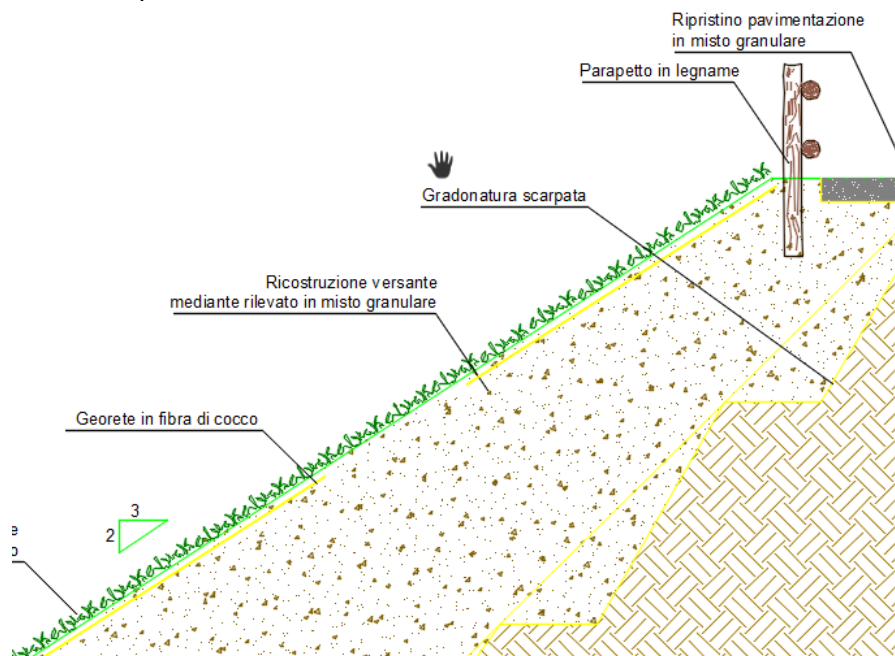 Ripristino pavimentazione
in misto granulare
Parapetto in legname
Gradonatura scarpata
Ricostruzione versante
mediante rilevato in misto granulare
Georete in fibra di cocco
3
2
e
o